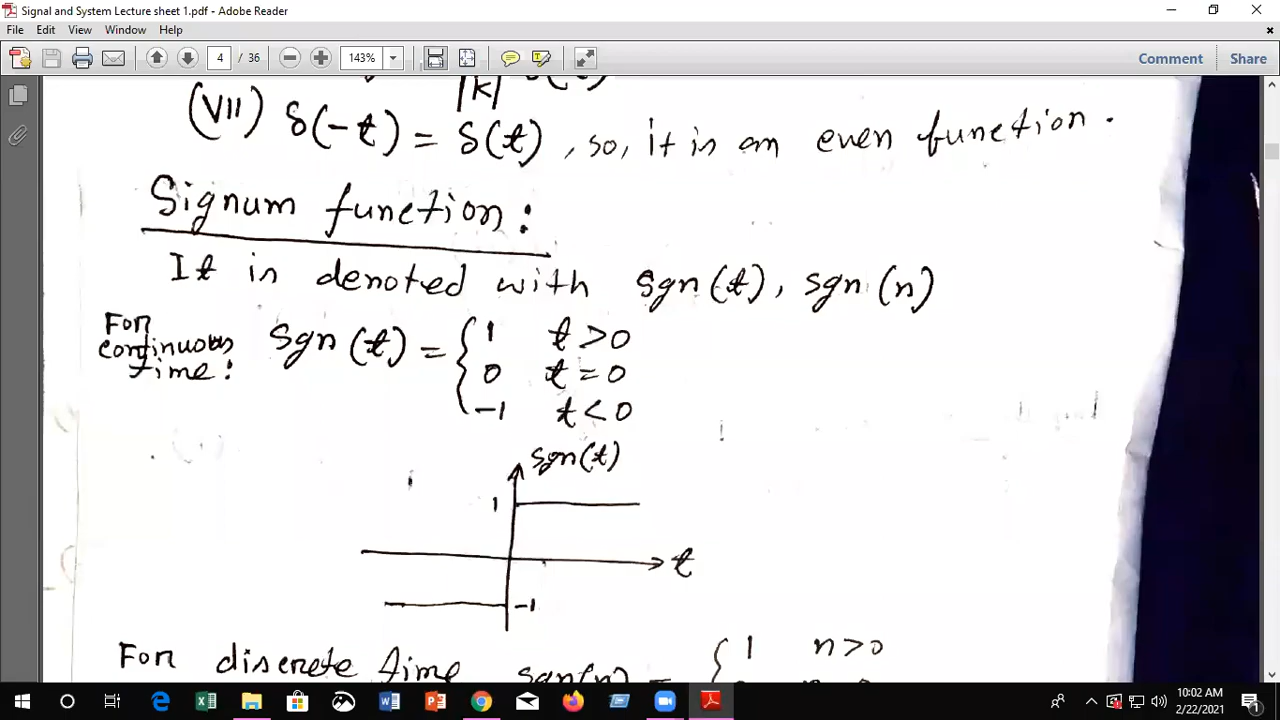 Signal and System Lecture sheet 1.pdf - Adobe Reader
File Edit View Window Help
4 / 36 143% Comment Share
|k|
(VII) δ(-t) = δ(t), so, it is an even function.
Signum function:
It is denoted with sgn(t), sgn(n)
For continuous time:
sgn(t) = { 1 t > 0
0 t = 0
-1 t < 0
sgn(t)
1
t
-1
For discrete time sgn(n) = { 1 n > 0
10:02 AM
2/22/2021